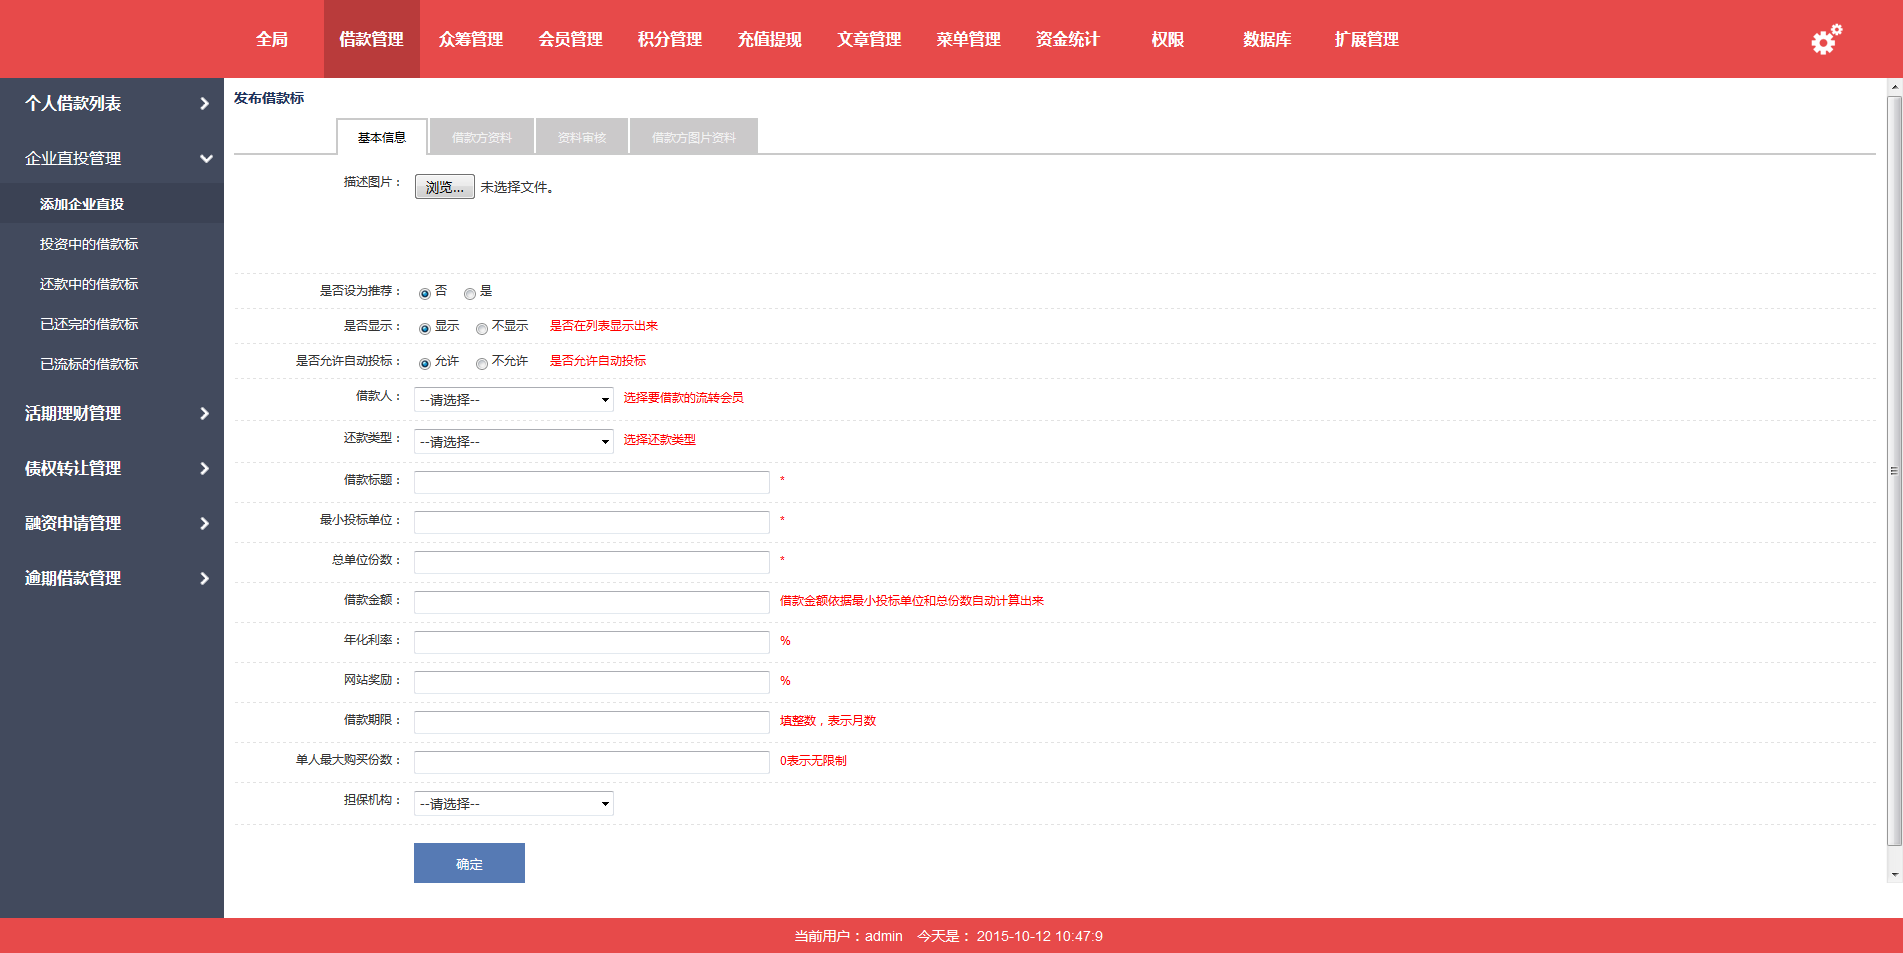 全局 借款管理 众筹管理 会员管理 积分管理 充值提现 文章管理 菜单管理 资金统计 权限 数据库 扩展管理
个人借款列表
企业直投管理
添加企业直投
投资中的借款标
还款中的借款标
已还完的借款标
已流标的借款标
活期理财管理
债权转让管理
融资申请管理
逾期借款管理
发布借款标
基本信息 借款方资料 资料审核 借款方图片资料
描述图片： 浏览... 未选择文件。
是否设为推荐： 否 是
是否显示： 显示 不显示 是否在列表显示出来
是否允许自动投标： 允许 不允许 是否允许自动投标
借款人： --请选择-- 选择要借款的流转会员
还款类型： --请选择-- 选择还款类型
借款标题： *
最小投标单位： *
总单位份数： *
借款金额： 借款金额依据最小投标单位和总份数自动计算出来
年化利率： %
网站奖励： %
借款期限： 填整数，表示月数
单人最大购买份数： 0表示无限制
担保机构： --请选择--
确定
当前用户：admin 今天是： 2015-10-12 10:47:9